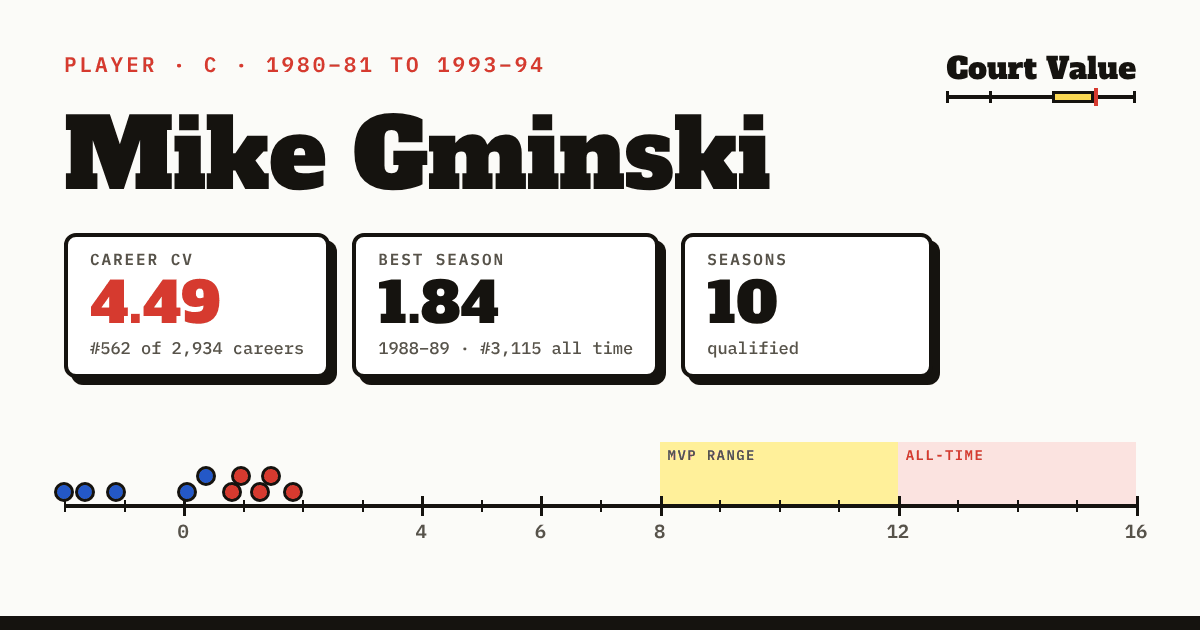 PLAYER · C · 1980–81 TO 1993–94
Court Value
Mike Gminski
CAREER CV
4.49
#562 of 2,934 careers
BEST SEASON
1.84
1988–89 · #3,115 all time
SEASONS
10
qualified
MVP RANGE
ALL-TIME
0 4 6 8 12 16